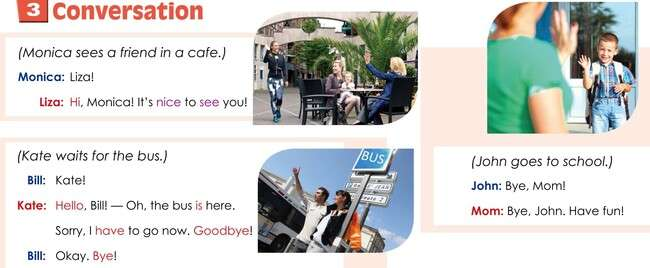 3 Conversation
(Monica sees a friend in a cafe.)
Monica: Liza!
Liza: Hi, Monica! It's nice to see you!
(Kate waits for the bus.)
Bill: Kate!
Kate: Hello, Bill! — Oh, the bus is here.
Sorry, I have to go now. Goodbye!
Bill: Okay. Bye!
BUS
(John goes to school.)
John: Bye, Mom!
Mom: Bye, John. Have fun!